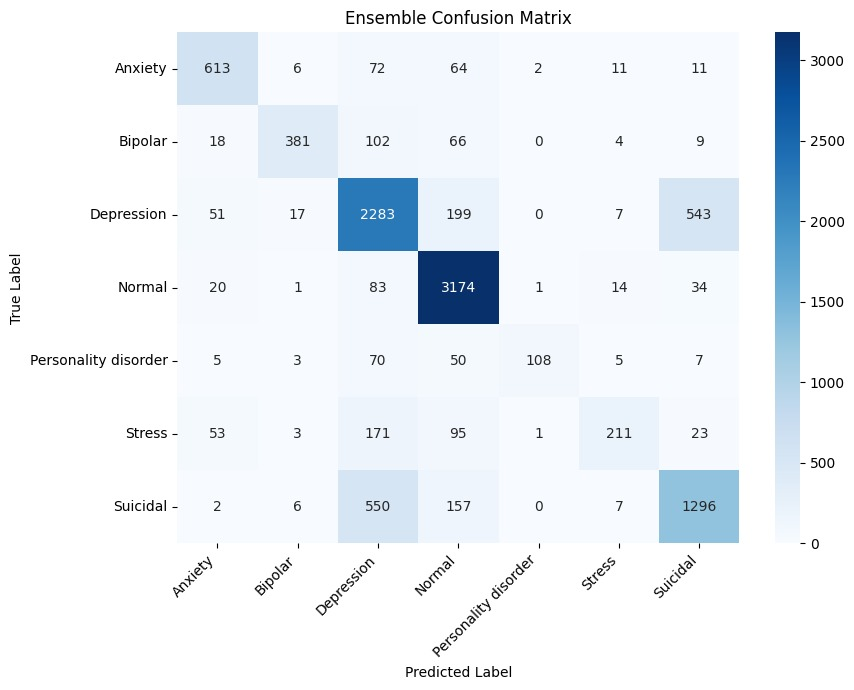 Ensemble Confusion Matrix
True Label
Anxiety 613 6 72 64 2 11 11
Bipolar 18 381 102 66 0 4 9
Depression 51 17 2283 199 0 7 543
Normal 20 1 83 3174 1 14 34
Personality disorder 5 3 70 50 108 5 7
Stress 53 3 171 95 1 211 23
Suicidal 2 6 550 157 0 7 1296
Anxiety
Bipolar
Depression
Normal
Personality disorder
Stress
Suicidal
Predicted Label
3000
2500
2000
1500
1000
500
0